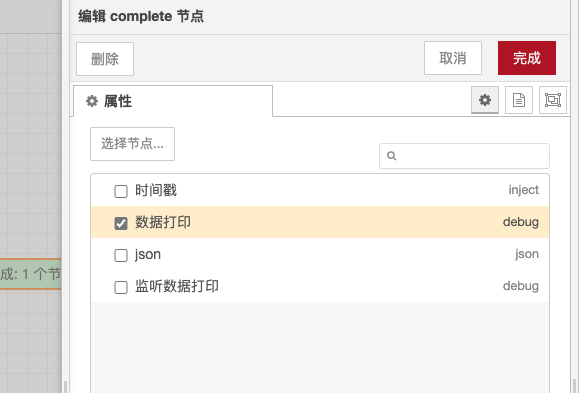 编辑 complete 节点
删除
取消
完成
属性
选择节点...
时间戳 inject
数据打印 debug
成: 1 个节
json json
监听数据打印 debug